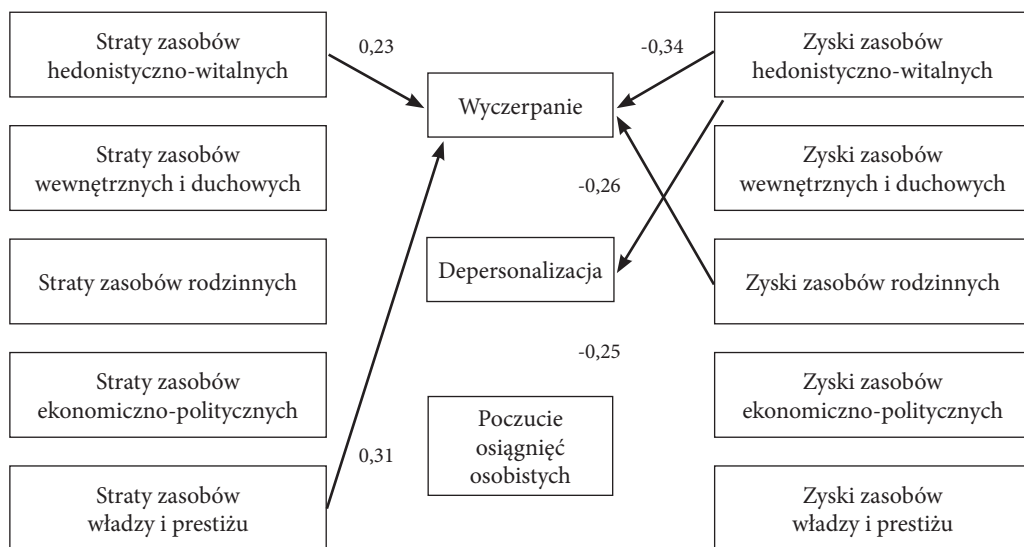 Straty zasobów
hedonistyczno-witalnych
Straty zasobów
wewnętrznych i duchowych
Straty zasobów rodzinnych
Straty zasobów
ekonomiczno-politycznych
Straty zasobów
władzy i prestiżu
0,23
-0,34
Wyczerpanie
-0,26
Depersonalizacja
-0,25
Poczucie
osiągnięć
osobistych
0,31
Zyski zasobów
hedonistyczno-witalnych
Zyski zasobów
wewnętrznych i duchowych
Zyski zasobów rodzinnych
Zyski zasobów
ekonomiczno-politycznych
Zyski zasobów
władzy i prestiżu